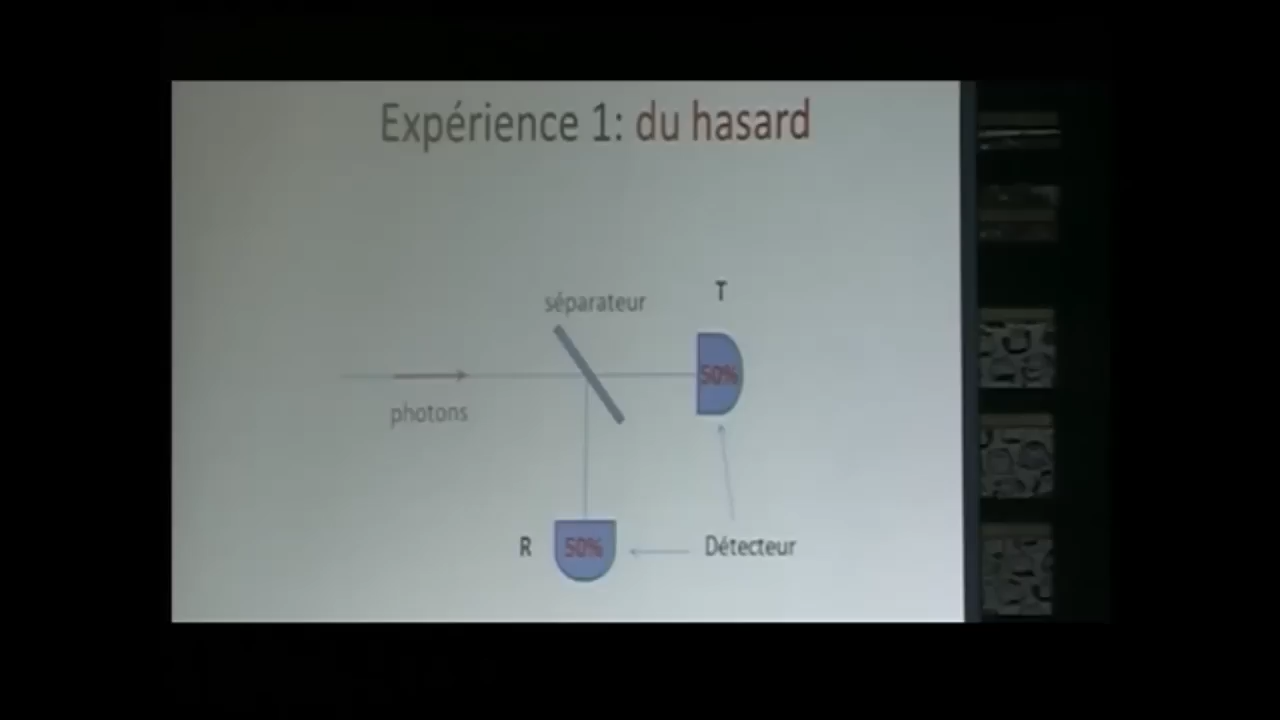 Expérience 1: du hasard
T
séparateur
50%
photons
R
50%
Détecteur